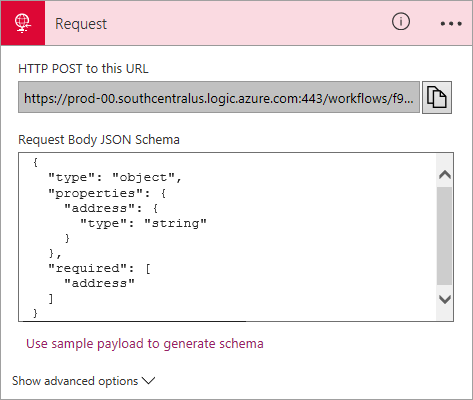 Request
HTTP POST to this URL
https://prod-00.southcentralus.logic.azure.com:443/workflows/f9...
Request Body JSON Schema
{
  "type": "object",
  "properties": {
    "address": {
      "type": "string"
    }
  },
  "required": [
    "address"
  ]
}
Use sample payload to generate schema
Show advanced options